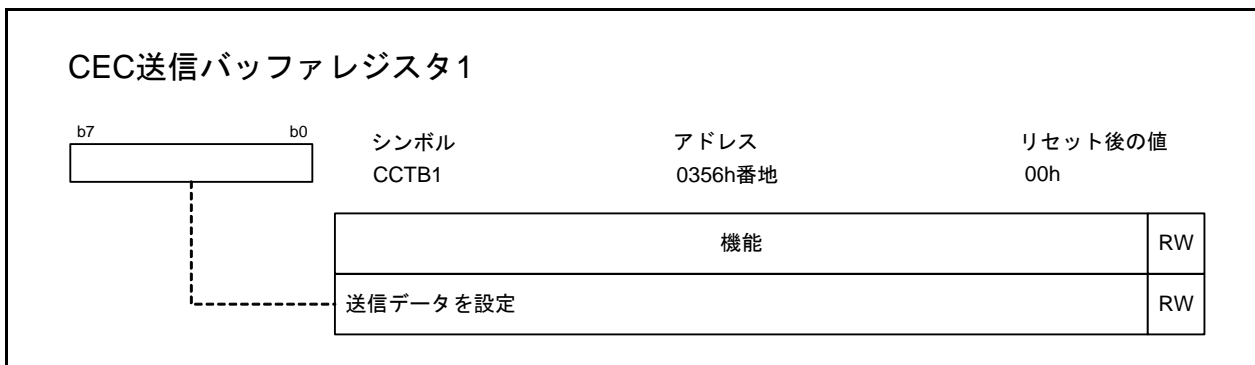 CEC送信バッファレジスタ1
b7 b0
シンボル アドレス リセット後の値
CCTB1 0356h番地 00h
機能 RW
送信データを設定 RW